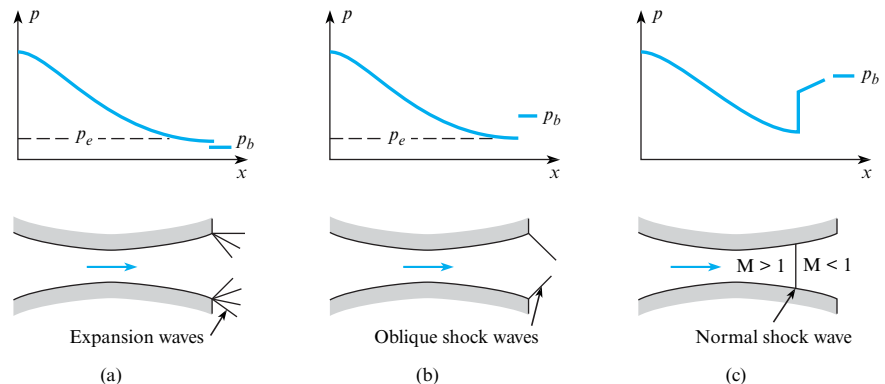 p
p_e
p_b
x
Expansion waves
(a)
p
p_e
p_b
x
Oblique shock waves
(b)
p
p_b
x
M > 1
M < 1
Normal shock wave
(c)